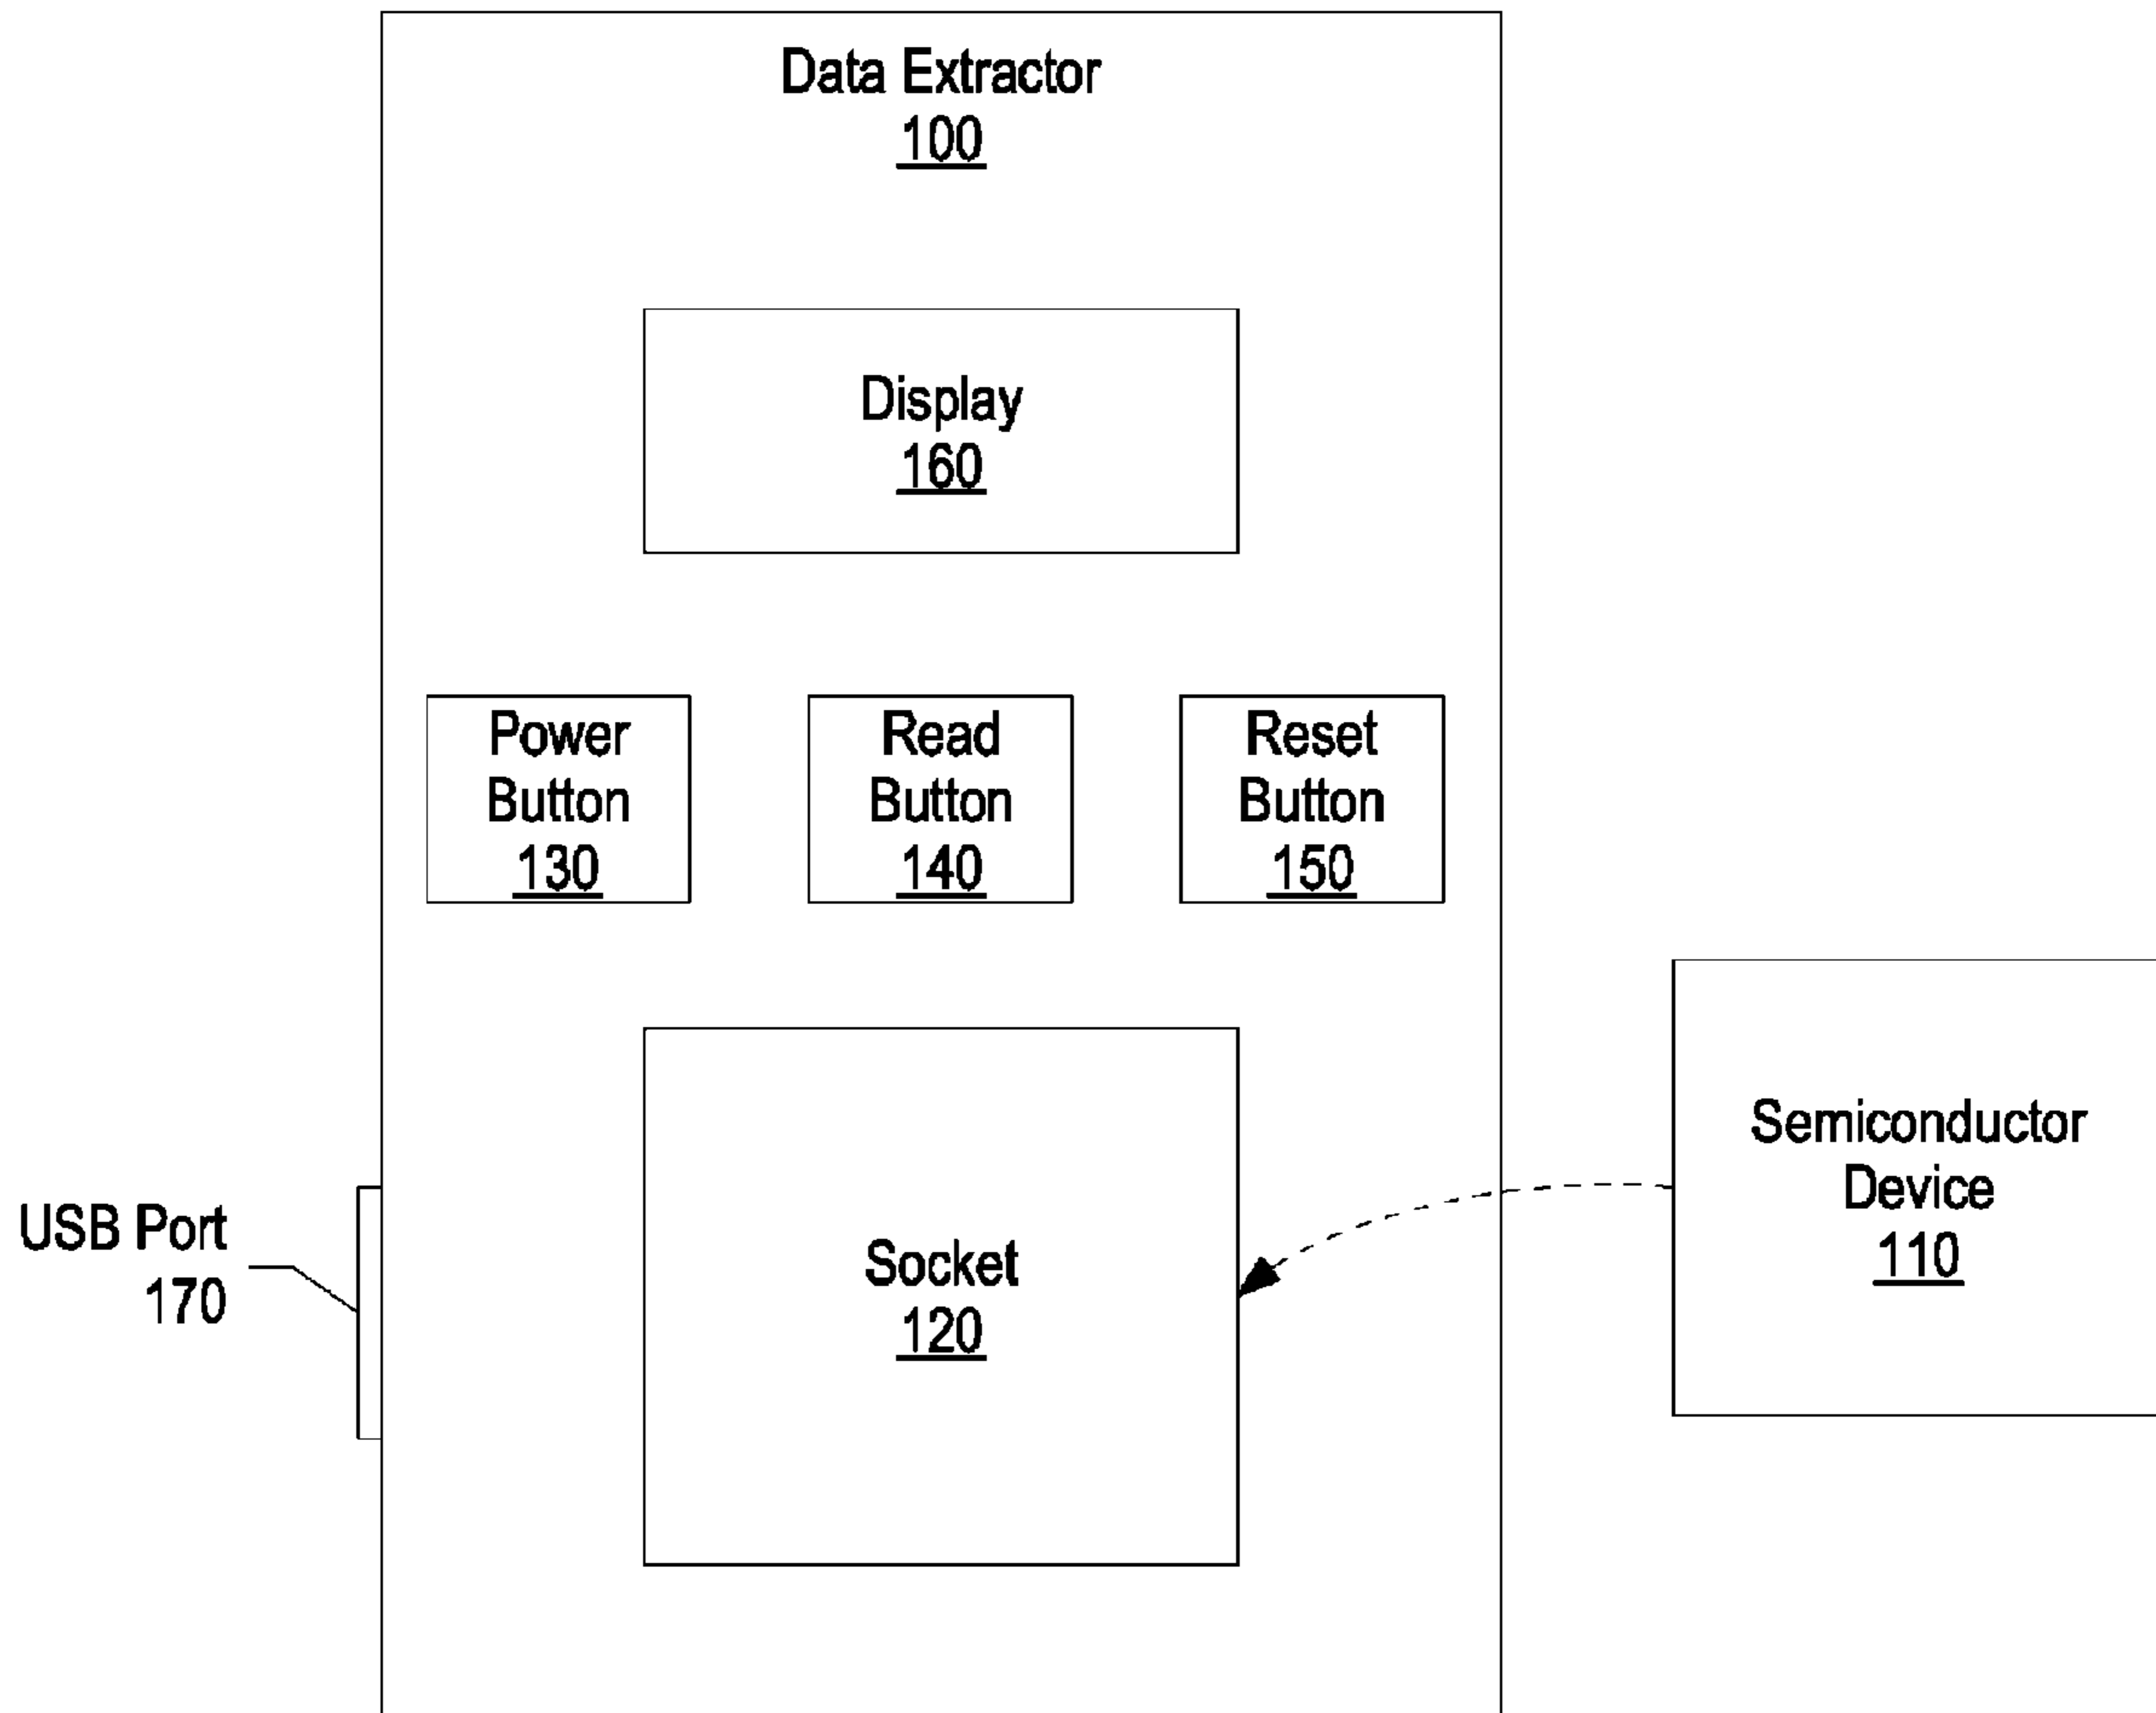 Data Extractor
100
Display
160
Power
Button
130
Read
Button
140
Reset
Button
150
Semiconductor
Device
110
USB Port
170
Socket
120